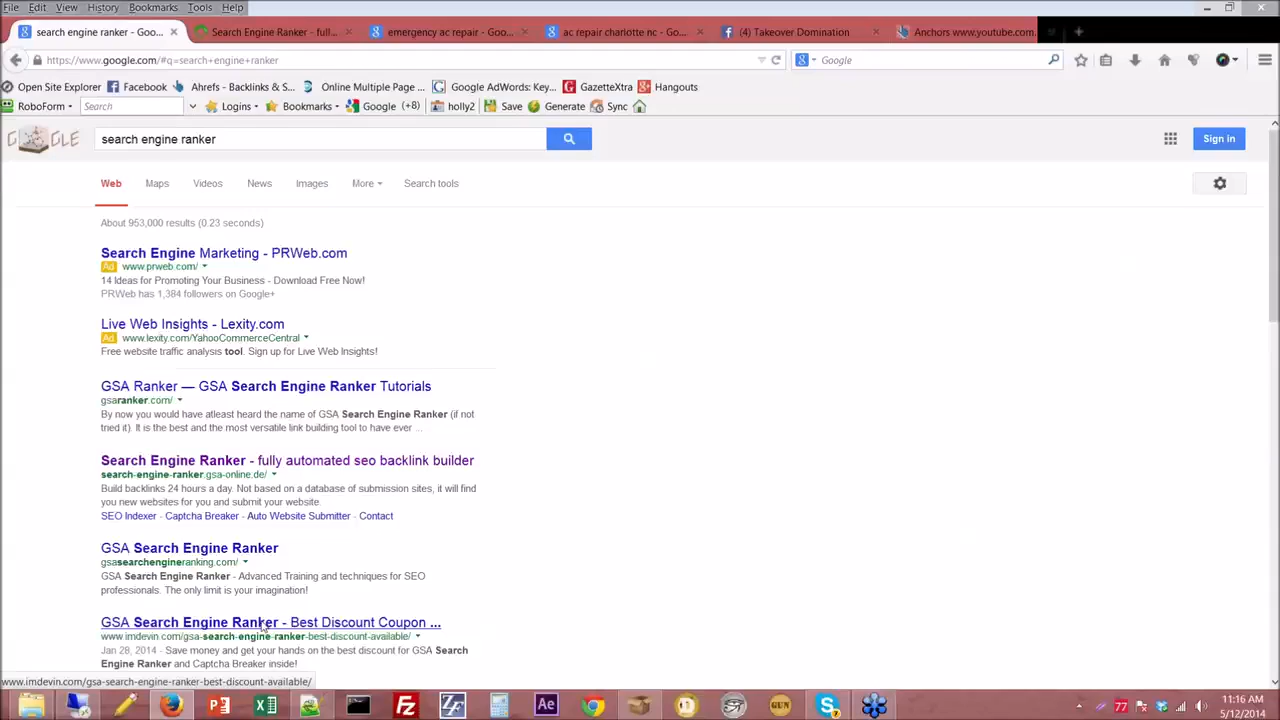 File Edit View History Bookmarks Tools Help
search engine ranker - Goo...
Search Engine Ranker - full...
emergency ac repair - Goo...
ac repair charlotte nc - Goo...
(4) Takeover Domination
Anchors www.youtube.com...
https://www.google.com/#q=search+engine+ranker
Google
Open Site Explorer Facebook Ahrefs - Backlinks & S... Online Multiple Page ... Google AdWords: Key... GazetteXtra Hangouts
RoboForm Search Logins Bookmarks Google (+8) holly2 Save Generate Sync
search engine ranker
Sign in
Web Maps Videos News Images More Search tools
About 953,000 results (0.23 seconds)
Search Engine Marketing - PRWeb.com
Ad www.prweb.com/
14 Ideas for Promoting Your Business - Download Free Now!
PRWeb has 1,384 followers on Google+
Live Web Insights - Lexity.com
Ad www.lexity.com/YahooCommerceCentral
Free website traffic analysis tool. Sign up for Live Web Insights!
GSA Ranker — GSA Search Engine Ranker Tutorials
gsaranker.com/
By now you would have atleast heard the name of GSA Search Engine Ranker (if not
tried it). It is the best and the most versatile link building tool to have ever ...
Search Engine Ranker - fully automated seo backlink builder
search-engine-ranker.gsa-online.de/
Build backlinks 24 hours a day. Not based on a database of submission sites, it will find
you new websites for you and submit your website.
SEO Indexer - Captcha Breaker - Auto Website Submitter - Contact
GSA Search Engine Ranker
gsasearchengineranking.com/
GSA Search Engine Ranker - Advanced Training and techniques for SEO
professionals. The only limit is your imagination!
GSA Search Engine Ranker - Best Discount Coupon ...
www.imdevin.com/gsa-search-engine-ranker-best-discount-available/
Jan 28, 2014 - Save money and get your hands on the best discount for GSA Search
Engine Ranker and Captcha Breaker inside!
www.imdevin.com/gsa-search-engine-ranker-best-discount-available/
77
11:16 AM
5/12/2014